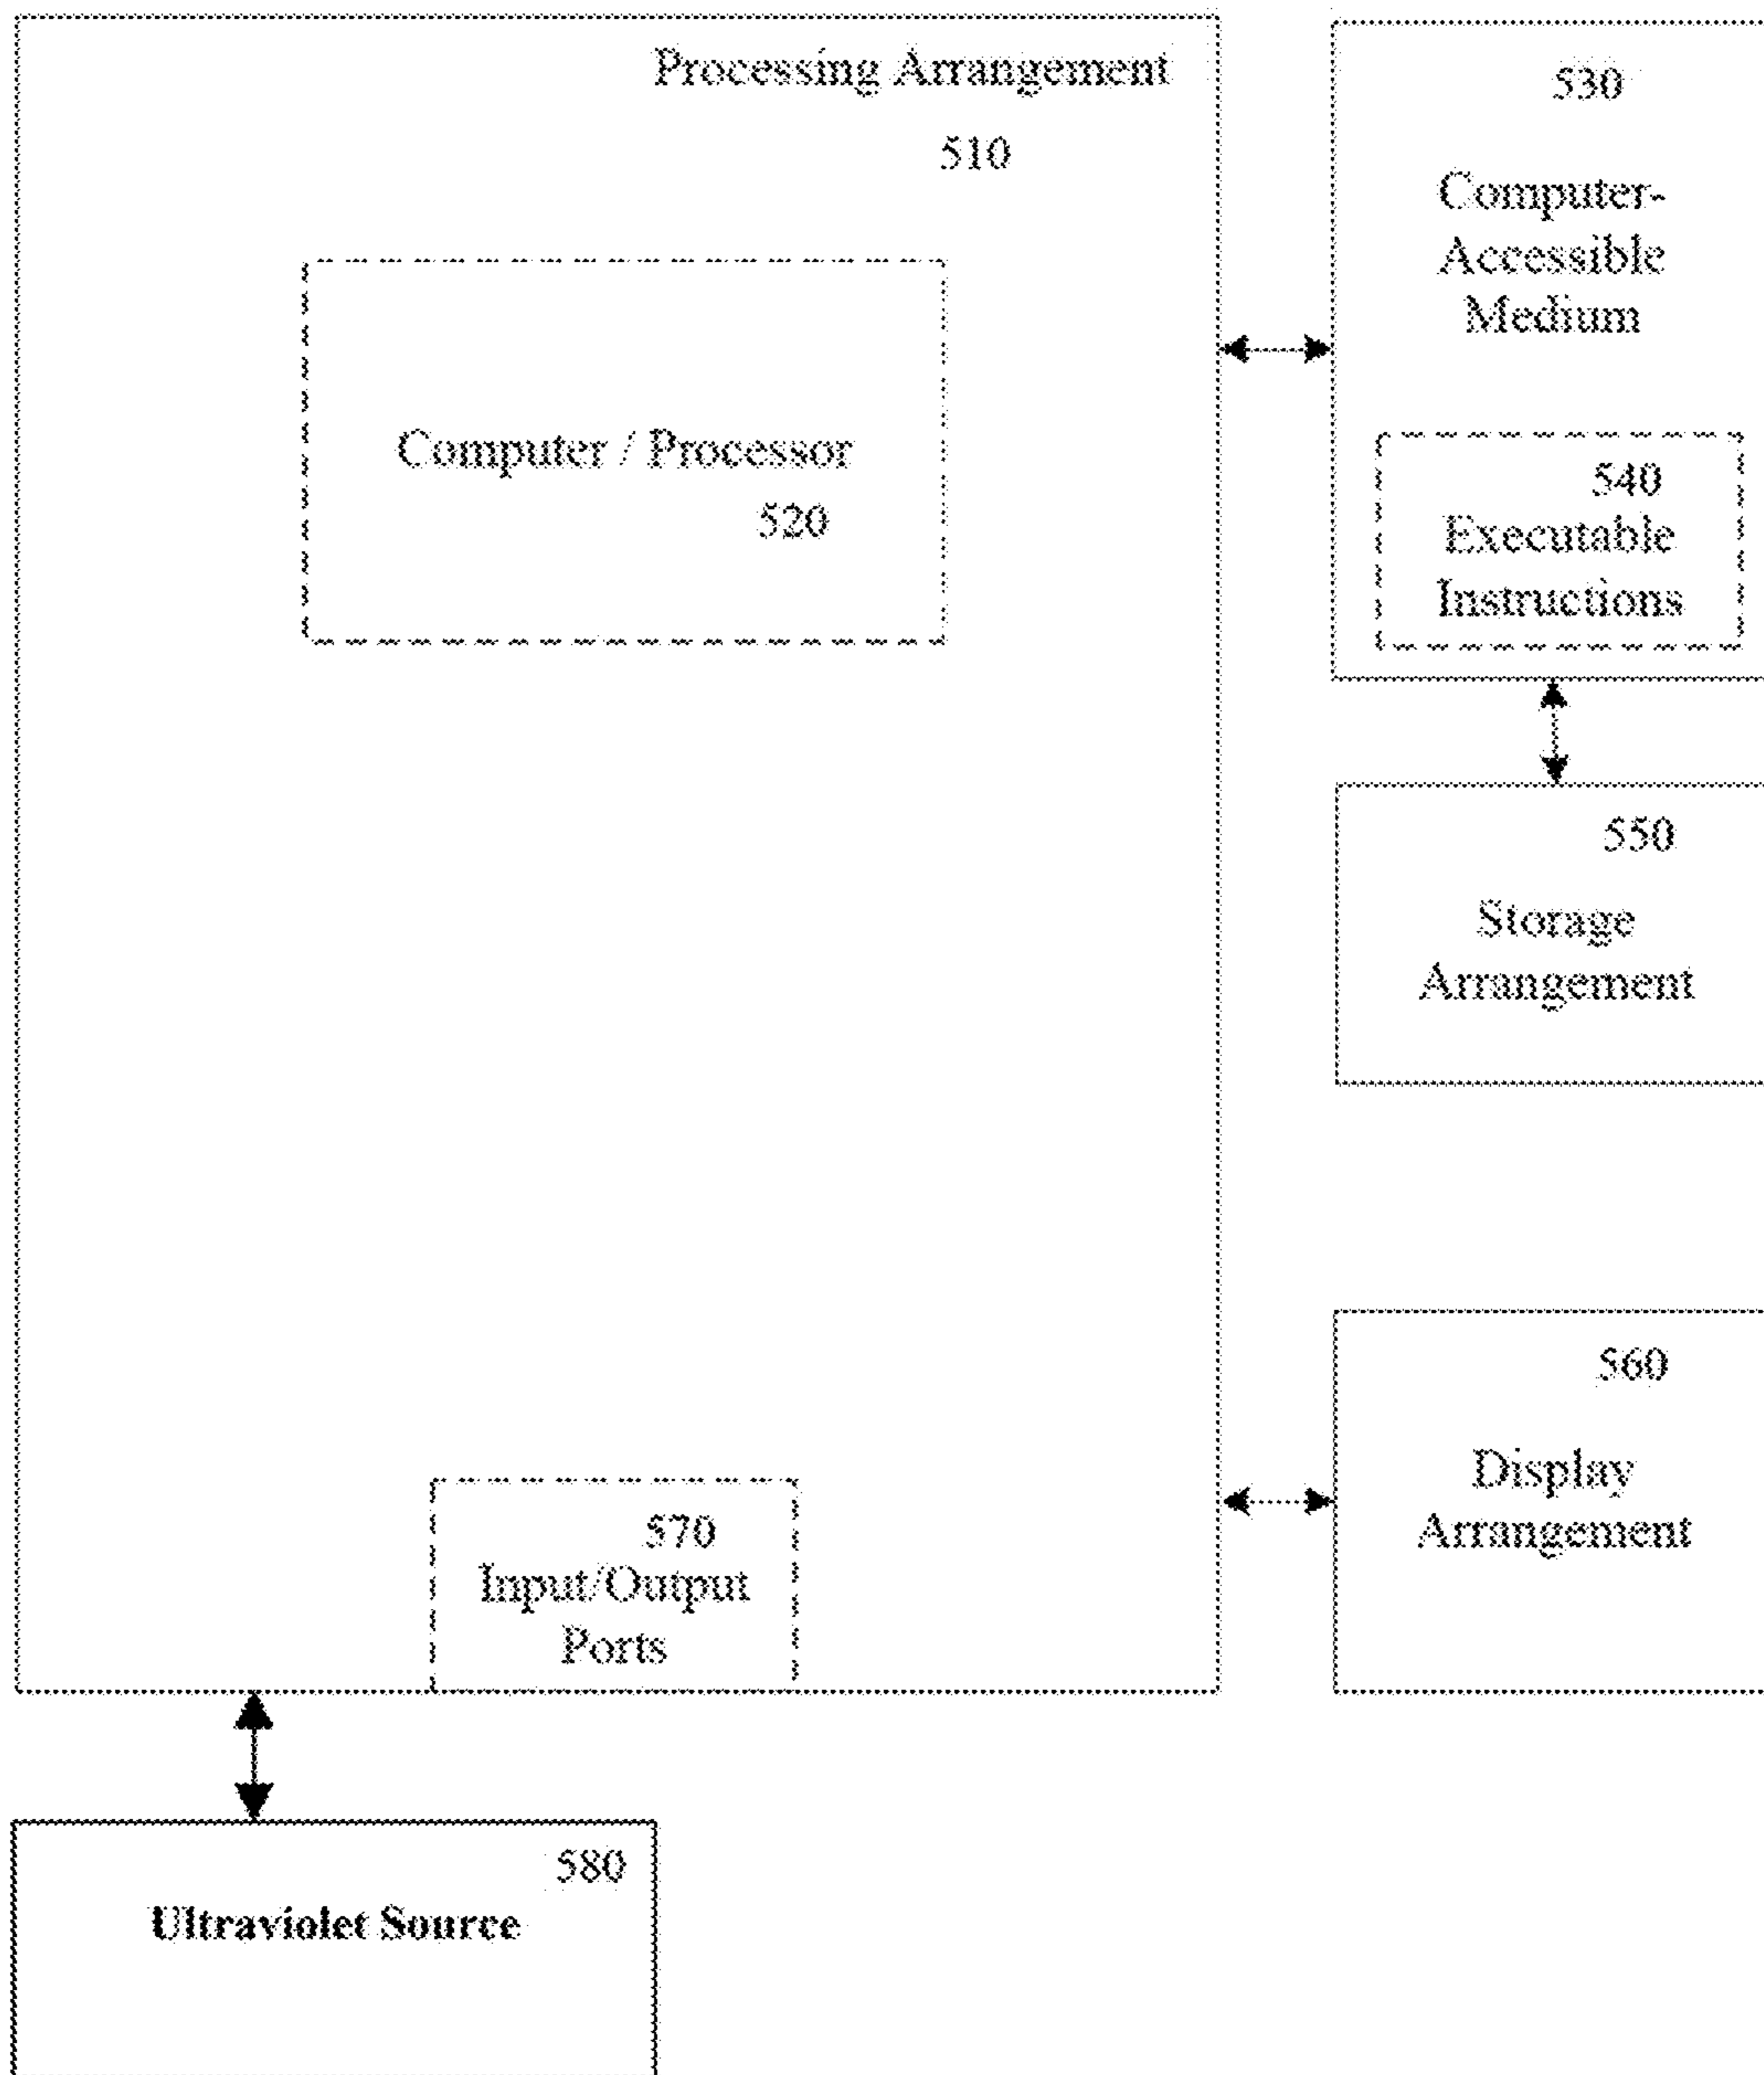 Processing Arrangement
510
Computer / Processor
520
530
Computer-
Accessible
Medium
540
Executable
Instructions
550
Storage
Arrangement
560
Display
Arrangement
570
Input/Output
Ports
580
Ultraviolet Source